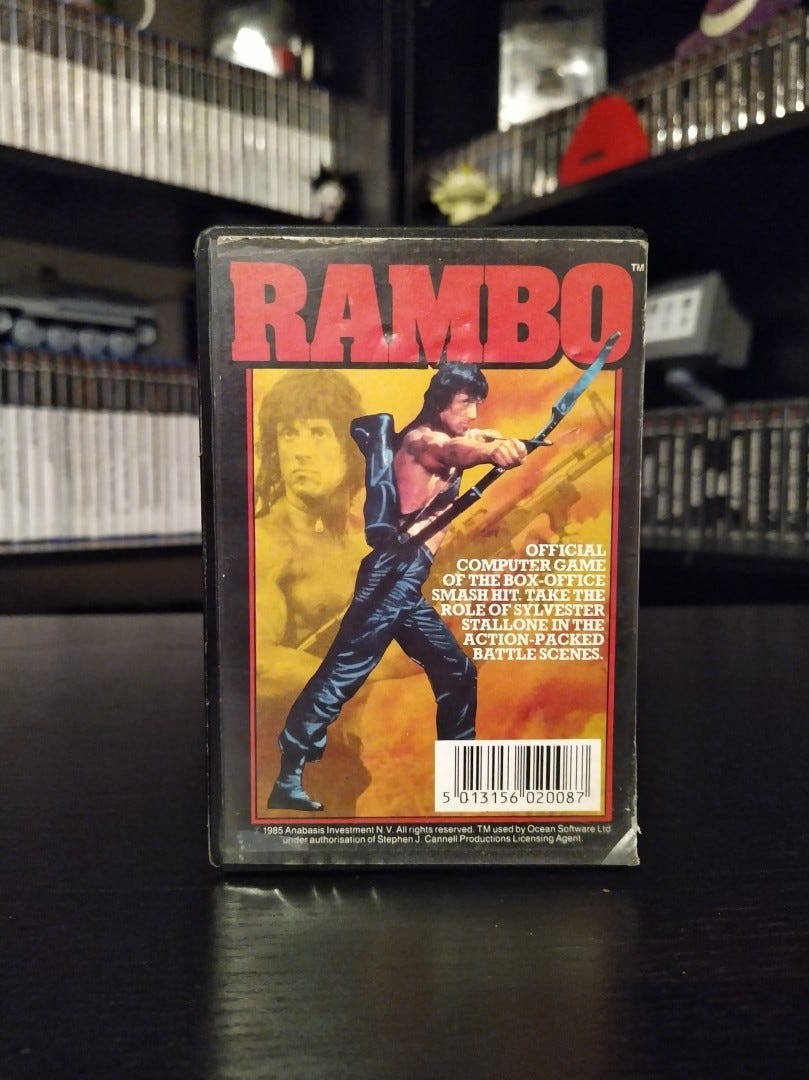 RAMBO™
OFFICIAL
COMPUTER GAME
OF THE BOX-OFFICE
SMASH HIT. TAKE THE
ROLE OF SYLVESTER
STALLONE IN THE
ACTION-PACKED
BATTLE SCENES.
5 013156 020087
1985 Anabasis Investment N.V. All rights reserved. TM used by Ocean Software Ltd
under authorisation of Stephen J. Cannell Productions Licensing Agent.